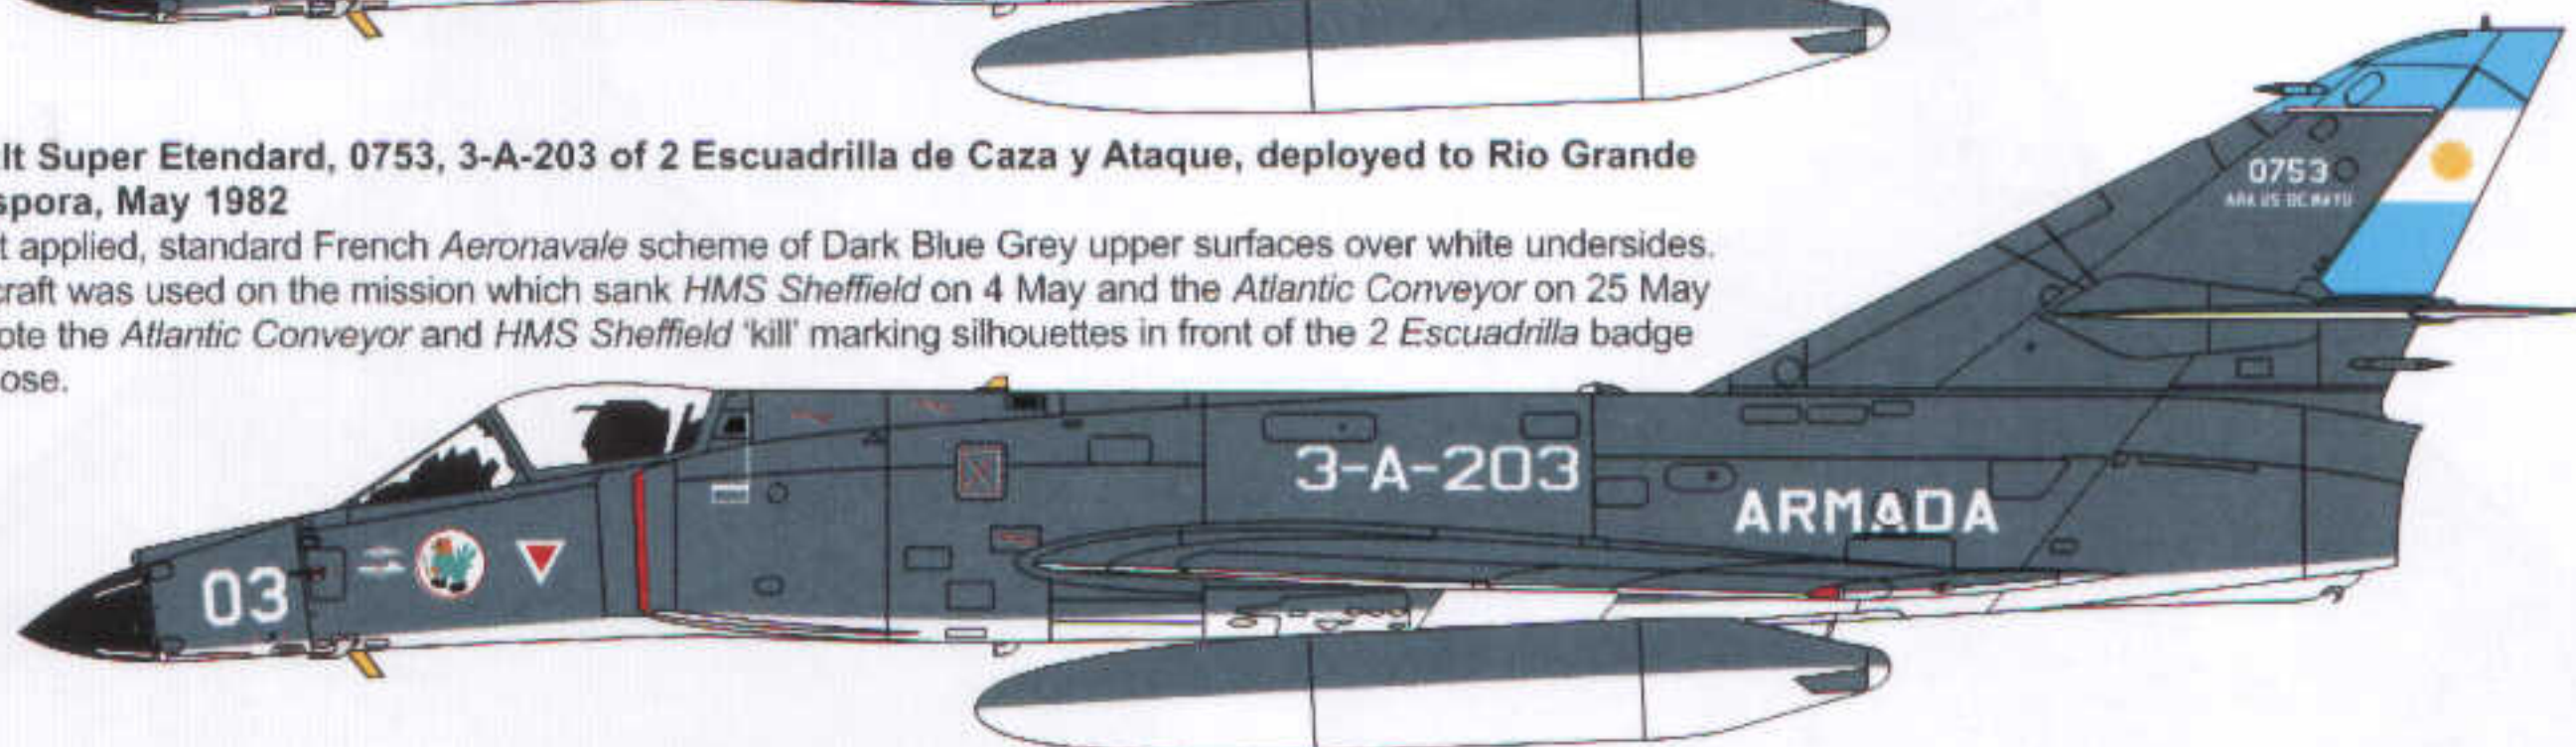 lt Super Etendard, 0753, 3-A-203 of 2 Escuadrilla de Caza y Ataque, deployed to Rio Grande
spora, May 1982
t applied, standard French Aeronavale scheme of Dark Blue Grey upper surfaces over white undersides.
craft was used on the mission which sank HMS Sheffield on 4 May and the Atlantic Conveyor on 25 May
ote the Atlantic Conveyor and HMS Sheffield 'kill' marking silhouettes in front of the 2 Escuadrilla badge
ose.
0753
3-A-203
ARMADA
03